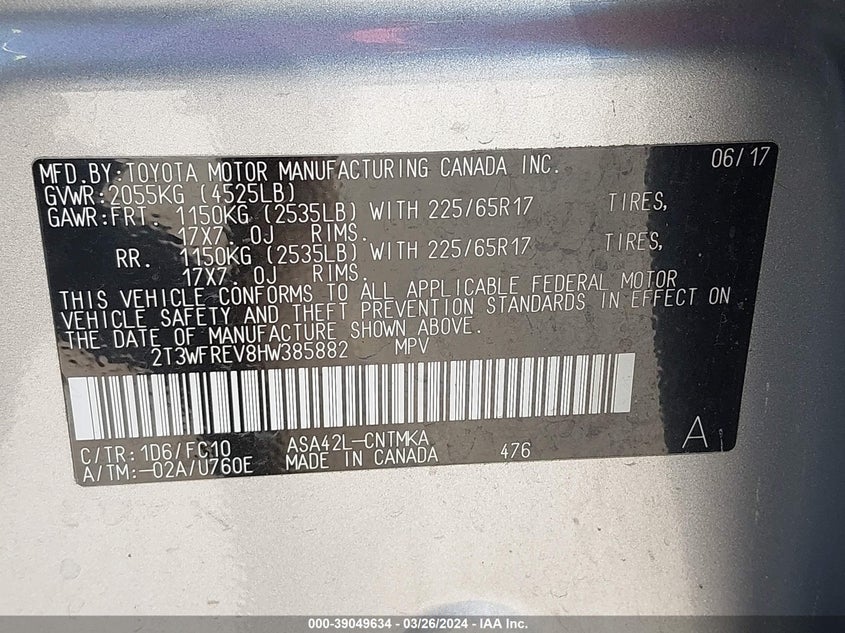 MFD.BY:TOYOTA MOTOR MANUFACTURING CANADA INC. 06/17
GVWR:2055KG (4525LB)
GAWR:FRT. 1150KG (2535LB) WITH 225/65R17 TIRES,
17X7.0J RIMS.
RR. 1150KG (2535LB) WITH 225/65R17 TIRES,
17X7.0J RIMS.
THIS VEHICLE CONFORMS TO ALL APPLICABLE FEDERAL MOTOR
VEHICLE SAFETY AND THEFT PREVENTION STANDARDS IN EFFECT ON
THE DATE OF MANUFACTURE SHOWN ABOVE.
2T3WFREV8HW385882 MPV
C/TR:1D6/FC10 ASA42L-CNTMKA A
A/TM:-02A/U760E MADE IN CANADA 476
000-39049634 / 03/26/2024 - IAA Inc.